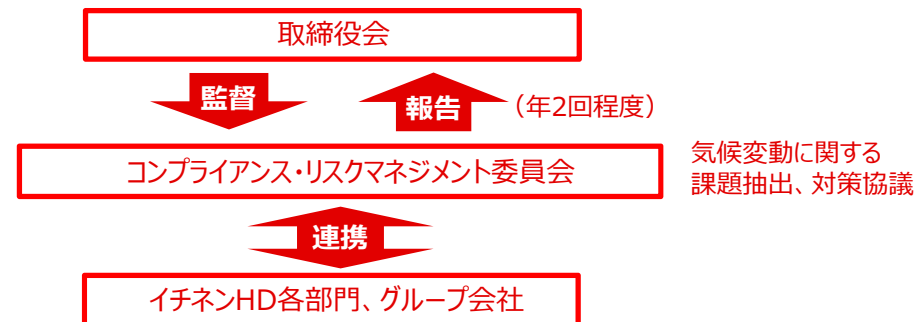 取締役会
監督
報告
(年2回程度)
コンプライアンス・リスクマネジメント委員会
気候変動に関する
課題抽出、対策協議
連携
イチネンHD各部門、グループ会社